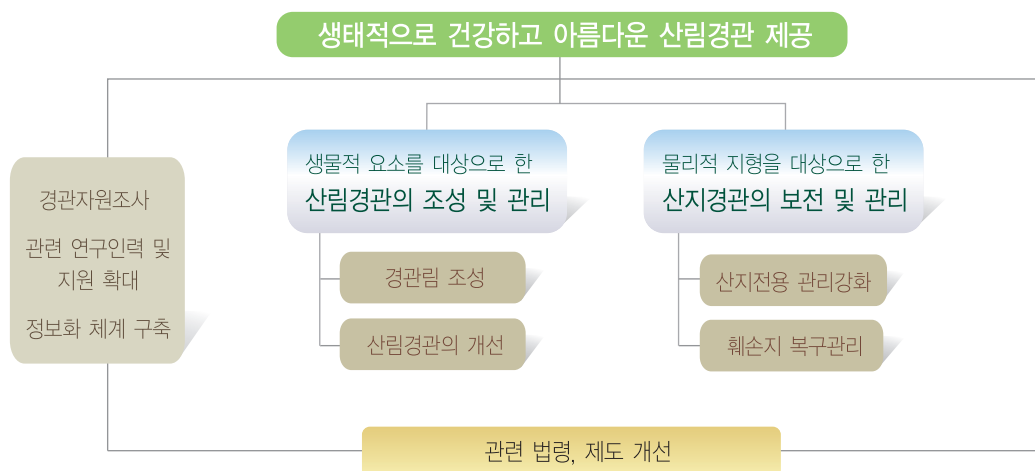 생태적으로 건강하고 아름다운 산림경관 제공
경관자원조사
관련 연구인력 및
지원 확대
정보화 체계 구축
생물적 요소를 대상으로 한
산림경관의 조성 및 관리
경관림 조성
산림경관의 개선
물리적 지형을 대상으로 한
산지경관의 보전 및 관리
산지전용 관리강화
훼손지 복구관리
관련 법령, 제도 개선